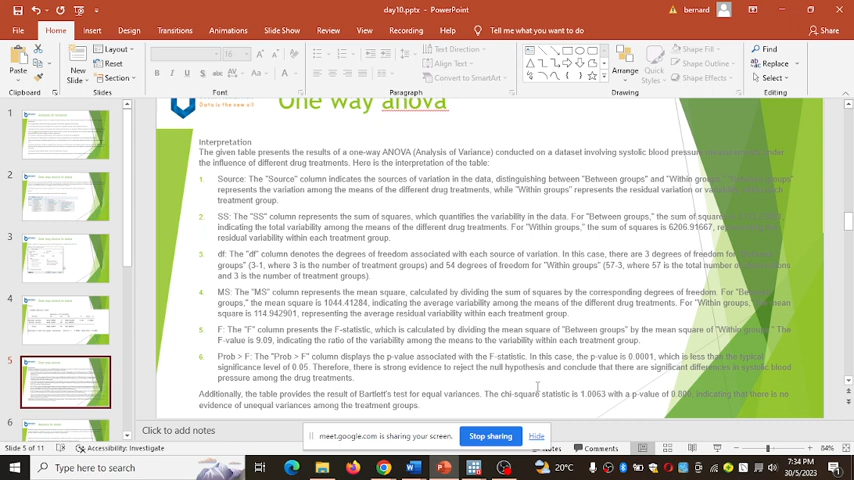 day10.pptx - PowerPoint
bernard
File Home Insert Design Transitions Animations Slide Show Review View Recording Help Tell me what you want to do Share
Paste
Clipboard
New Slide
Layout
Reset
Section
Slides
Font
Paragraph
Text Direction
Align Text
Convert to SmartArt
Arrange
Quick Styles
Shape Fill
Shape Outline
Shape Effects
Drawing
Find
Replace
Select
Editing
1
2
3
4
5
6
Data is the new oil
One way anova
Interpretation
The given table presents the results of a one-way ANOVA (Analysis of Variance) conducted on a dataset involving systolic blood pressure under
the influence of different drug treatments. Here is the interpretation of the table:
1. Source: The "Source" column indicates the sources of variation in the data, distinguishing between "Between groups" and "Within groups."
represents the variation among the means of the different drug treatments, while "Within groups" represents the residual variation or within each
treatment group.
2. SS: The "SS" column represents the sum of squares, which quantifies the variability in the data. For "Between groups," the sum of
indicating the total variability among the means of the different drug treatments. For "Within groups," the sum of squares is 6206.91667,
residual variability within each treatment group.
3. df: The "df" column denotes the degrees of freedom associated with each source of variation. In this case, there are 3 degrees of freedom for
groups" (3-1, where 3 is the number of treatment groups) and 54 degrees of freedom for "Within groups" (57-3, where 57 is the total number of
and 3 is the number of treatment groups).
4. MS: The "MS" column represents the mean square, calculated by dividing the sum of squares by the corresponding degrees of freedom. For
groups," the mean square is 1044.41284, indicating the average variability among the means of the different drug treatments. For "Within groups," the mean
square is 114.942901, representing the average residual variability within each treatment group.
5. F: The "F" column presents the F-statistic, which is calculated by dividing the mean square of "Between groups" by the mean square of "Within groups." The
F-value is 9.09, indicating the ratio of the variability among the means to the variability within each treatment group.
6. Prob > F: The "Prob > F" column displays the p-value associated with the F-statistic. In this case, the p-value is 0.0001, which is less than the typical
significance level of 0.05. Therefore, there is strong evidence to reject the null hypothesis and conclude that there are significant differences in systolic blood
pressure among the drug treatments.
Additionally, the table provides the result of Bartlett's test for equal variances. The chi-square statistic is 1.0063 with a p-value of 0.800, indicating that there is no
evidence of unequal variances among the treatment groups.
Click to add notes
meet.google.com is sharing your screen. Stop sharing Hide
Slide 5 of 11 Accessibility: Investigate Notes Comments 84%
Type here to search
20°C
7:34 PM
30/5/2023